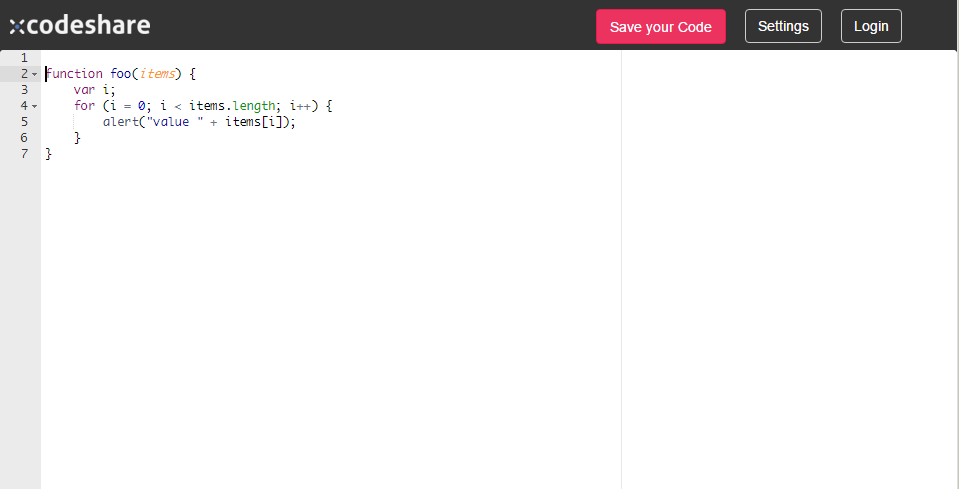 xcodeshare
Save your Code
Settings
Login
1
2 function foo(items) {
3 var i;
4 for (i = 0; i < items.length; i++) {
5 alert("value " + items[i]);
6 }
7 }